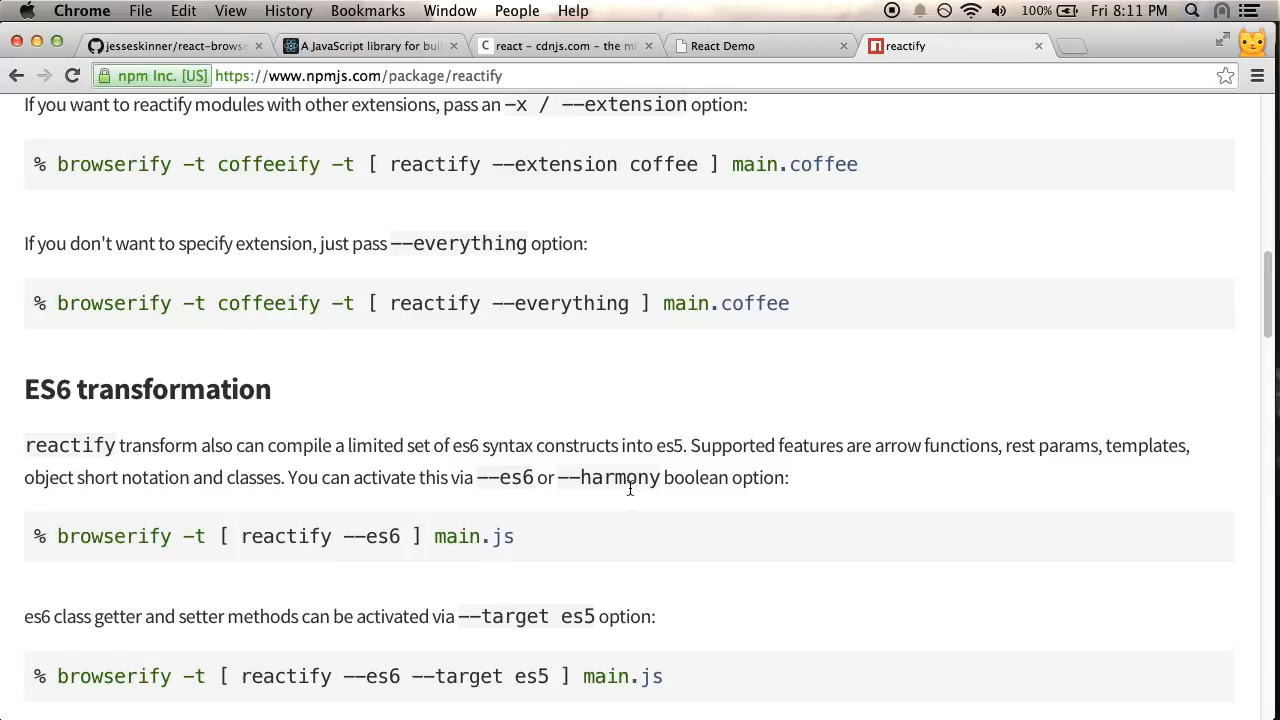 Chrome File Edit View History Bookmarks Window People Help 100% Fri 8:11 PM
jesseskinner/react-browse A JavaScript library for bui react - cdnjs.com - the mi React Demo reactify
npm Inc. [US] https://www.npmjs.com/package/reactify
If you want to reactify modules with other extensions, pass an -x / --extension option:
% browserify -t coffeeify -t [ reactify --extension coffee ] main.coffee
If you don't want to specify extension, just pass --everything option:
% browserify -t coffeeify -t [ reactify --everything ] main.coffee
ES6 transformation
reactify transform also can compile a limited set of es6 syntax constructs into es5. Supported features are arrow functions, rest params, templates,
object short notation and classes. You can activate this via --es6 or --harmony boolean option:
% browserify -t [ reactify --es6 ] main.js
es6 class getter and setter methods can be activated via --target es5 option:
% browserify -t [ reactify --es6 --target es5 ] main.js